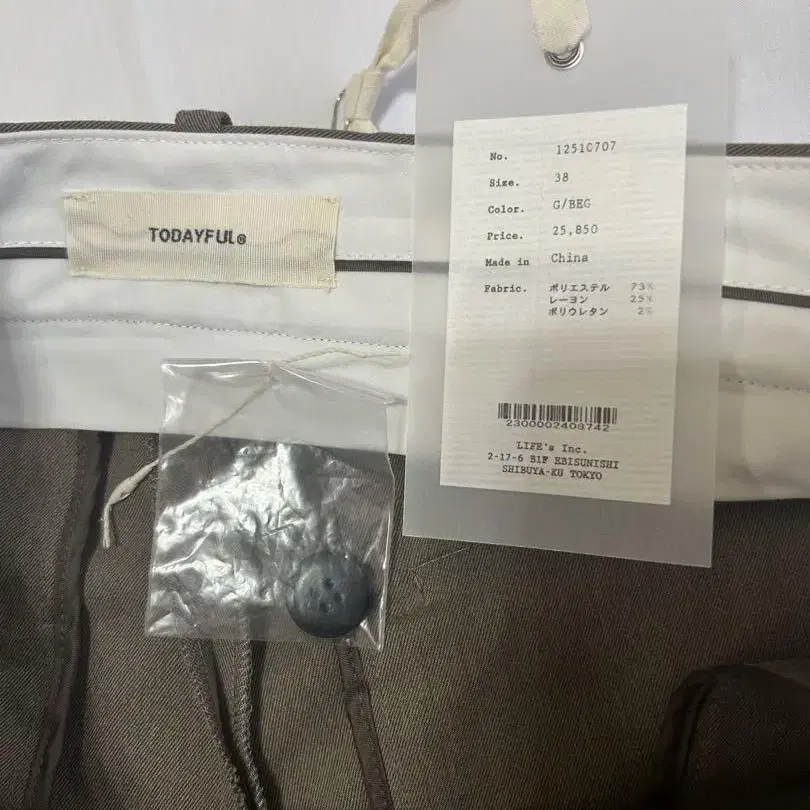 TODAYFUL®
No. 12510707
Size. 38
Color. G/BEG
Price. 25,850
Made in China
Fabric. ポリエステル 73%
レーヨン 25%
ポリウレタン 2%
2300002408742
LIFE's Inc.
2-17-6 B1F EBISUNISHI
SHIBUYA-KU TOKYO